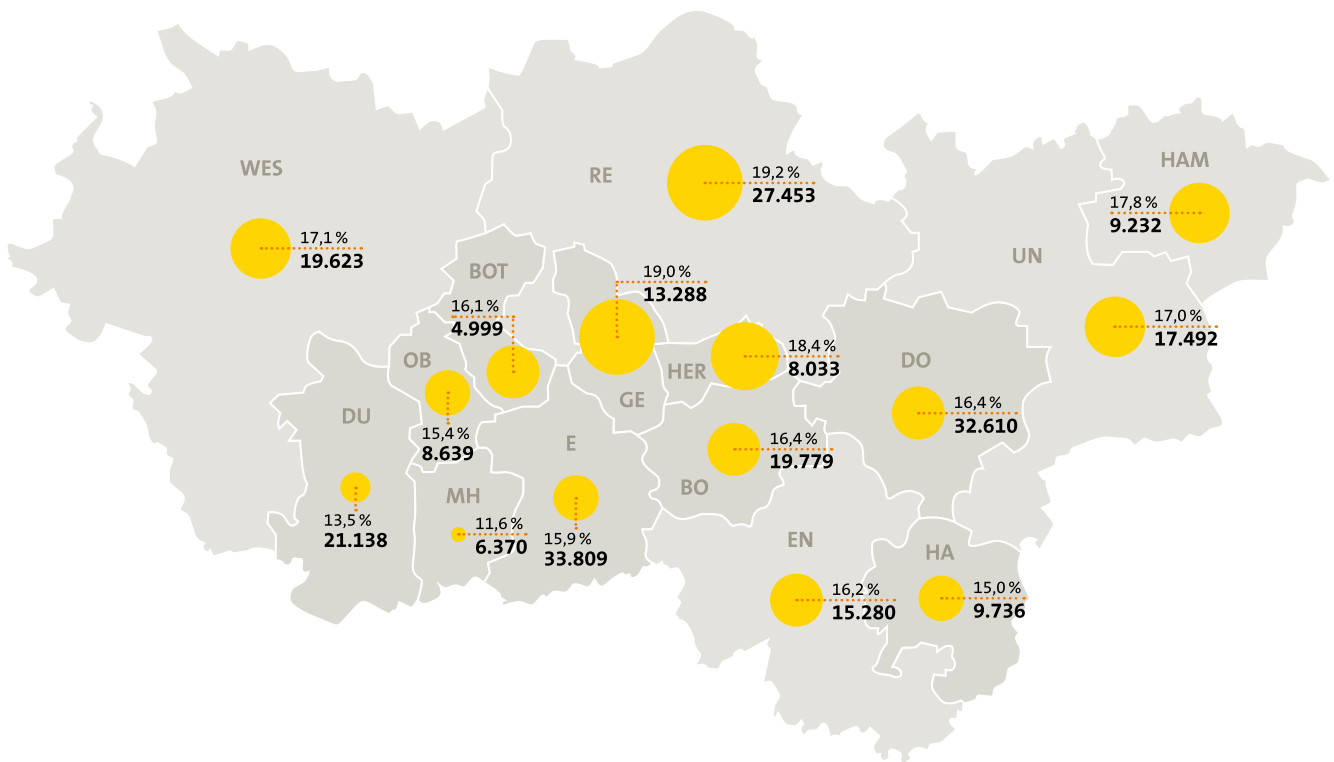 WES
17,1 %
19.623
RE
19,2 %
27.453
HAM
17,8 %
9.232
UN
17,0 %
17.492
BOT
16,1 %
4.999
19,0 %
13.288
GE
HER
18,4 %
8.033
OB
15,4 %
8.639
DO
16,4 %
32.610
DU
13,5 %
21.138
E
15,9 %
33.809
BO
16,4 %
19.779
MH
11,6 %
6.370
EN
16,2 %
15.280
HA
15,0 %
9.736